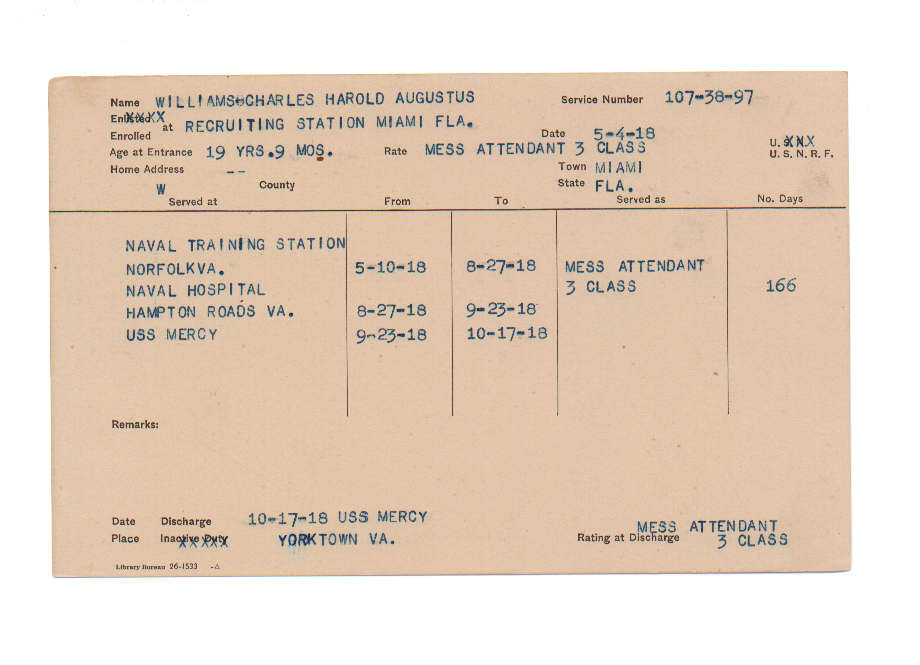 Name WILLIAMS CHARLES HAROLD AUGUSTUS Service Number 107-38-97
Enlisted XXXX
Enrolled at RECRUITING STATION MIAMI FLA. Date 5-4-18
U. S. N. XXX
Age at Entrance 19 YRS.9 MOS. Rate MESS ATTENDANT 3 CLASS U. S. N. R. F.
Home Address -- Town MIAMI
W County State FLA.
Served at From To Served as No. Days
NAVAL TRAINING STATION
NORFOLKVA. 5-10-18 8-27-18 MESS ATTENDANT
NAVAL HOSPITAL 3 CLASS 166
HAMPTON ROADS VA. 8-27-18 9-23-18
USS MERCY 9-23-18 10-17-18
Remarks:
Date Discharge 10-17-18 USS MERCY MESS ATTENDANT
Place Inactive Duty XX XXX YORKTOWN VA. Rating at Discharge 3 CLASS
Library Bureau 26-1533 -△